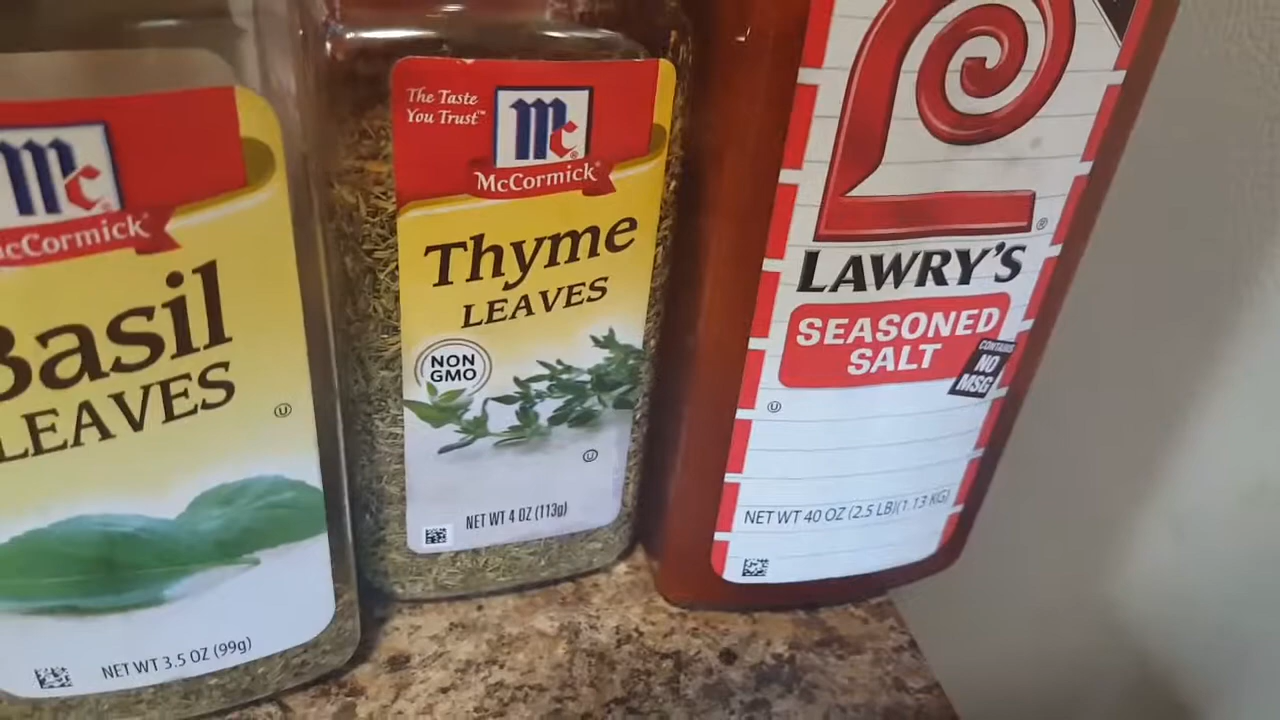 Mc
McCormick
Basil
LEAVES
U
NET WT 3.5 OZ (99g)
The Taste
You Trust™
Mc®
McCormick®
Thyme
LEAVES
NON
GMO
U
NET WT 4 OZ (113g)
L®
LAWRY'S
SEASONED
SALT
CONTAINS
NO
MSG
U
NET WT 40 OZ (2.5 LB)(1.13 KG)